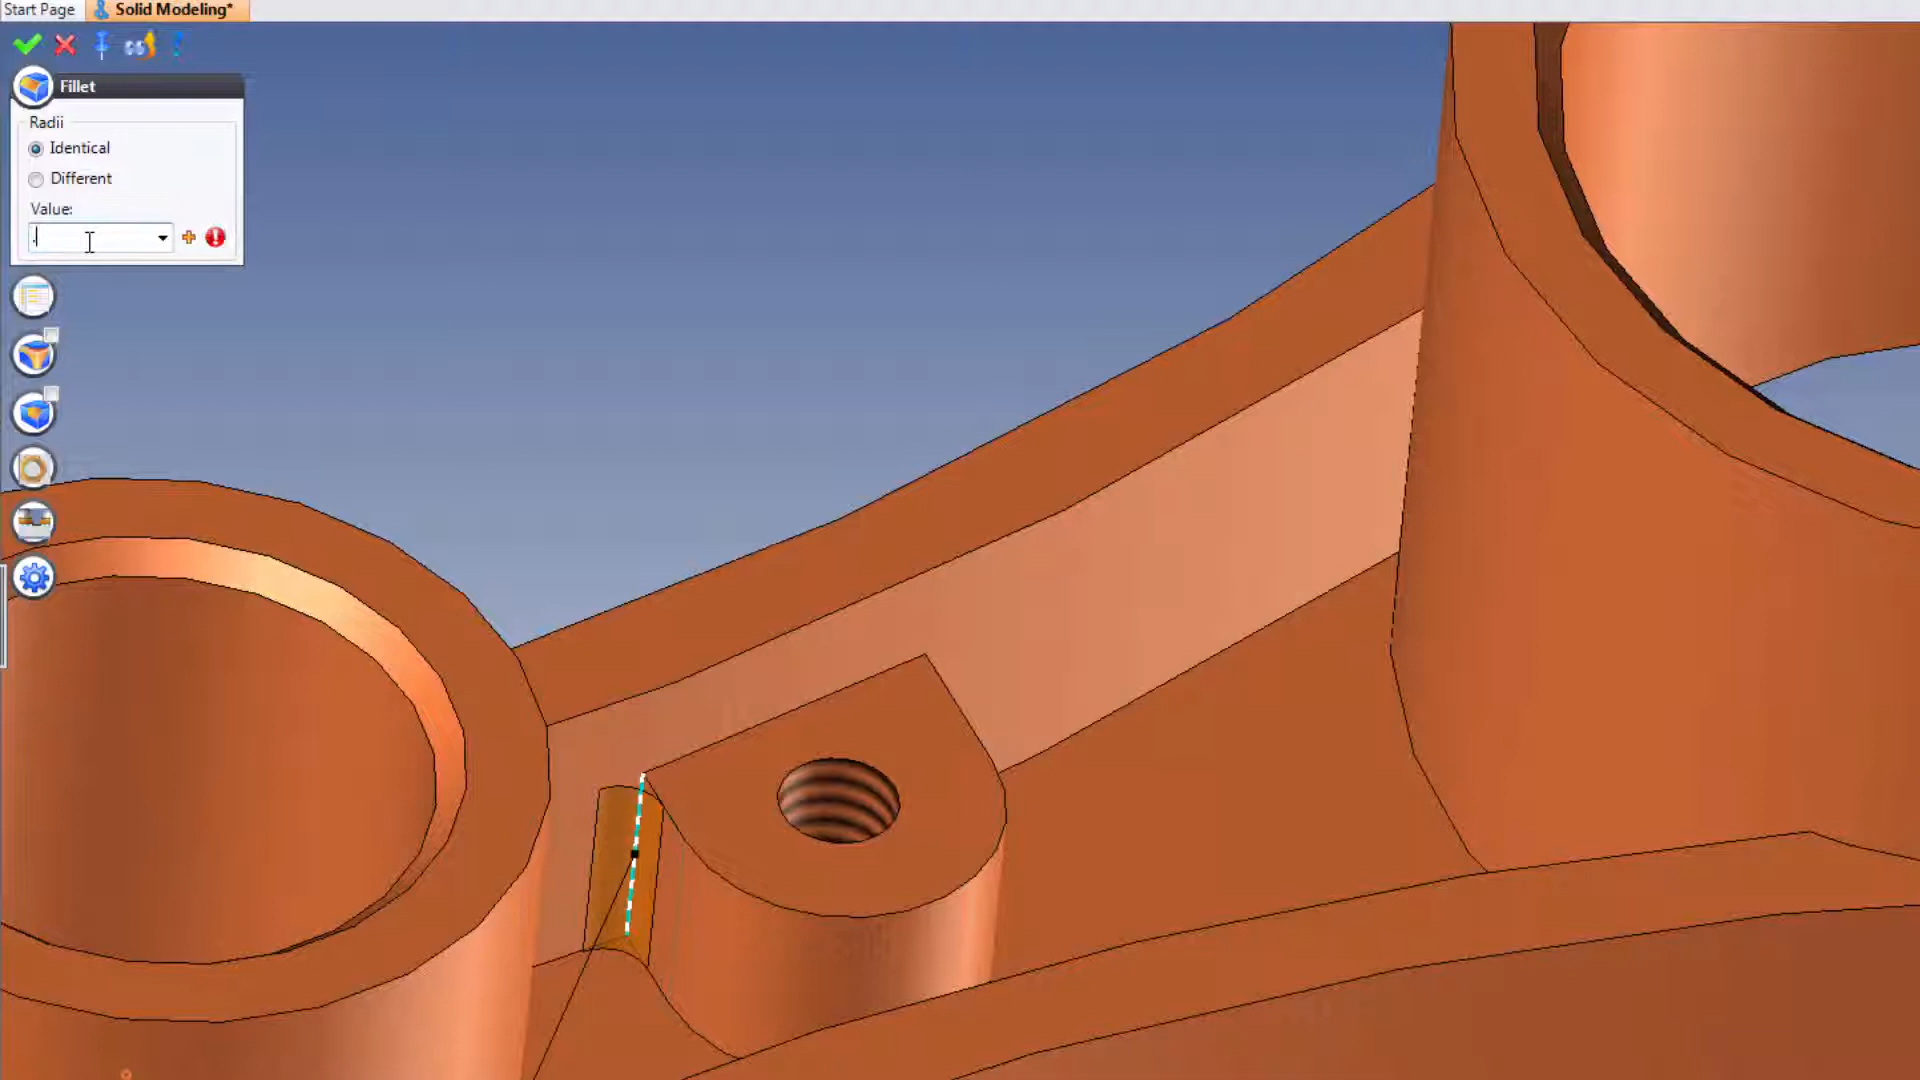 Start Page
Solid Modeling*
Fillet
Radii
Identical
Different
Value:
.